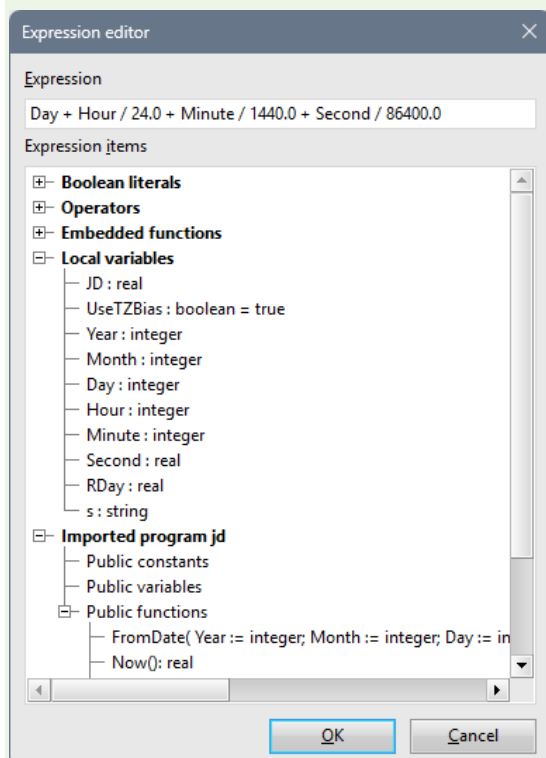 Expression editor
Expression
Day + Hour / 24.0 + Minute / 1440.0 + Second / 86400.0
Expression items
Boolean literals
Operators
Embedded functions
Local variables
JD : real
UseTZBias : boolean = true
Year : integer
Month : integer
Day : integer
Hour : integer
Minute : integer
Second : real
RDay : real
s : string
Imported program jd
Public constants
Public variables
Public functions
FromDate( Year := integer; Month := integer; Day := in
Now(): real
OK Cancel